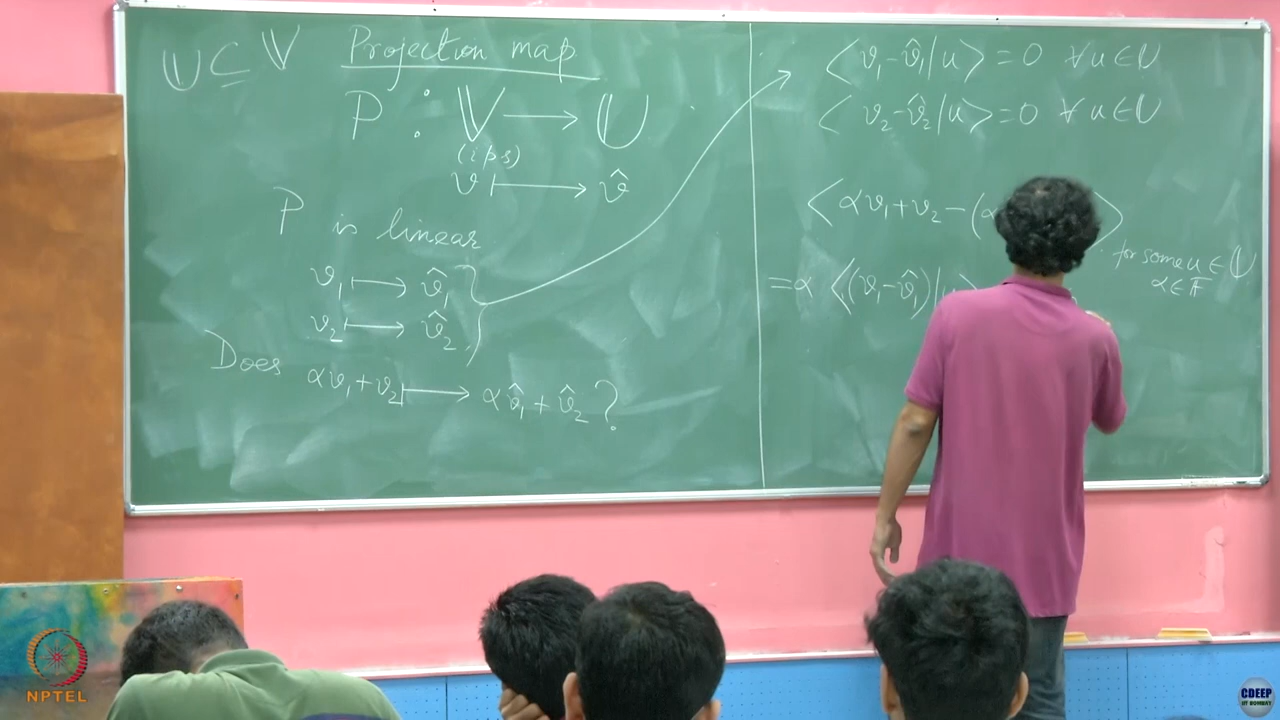 𝕌 ⊆ 𝕍 Projection map
P : 𝕍 ⟶ 𝕌
(ips)
v ⟼ v̂
P is linear
v₁ ⟼ v̂₁
v₂ ⟼ v̂₂
Does αv₁ + v₂ ⟼ αv̂₁ + v̂₂ ?
⟨v₁ - v̂₁ | u⟩ = 0 ∀ u ∈ 𝕌
⟨v₂ - v̂₂ | u⟩ = 0 ∀ u ∈ 𝕌
⟨αv₁ + v₂ - (α ⟩
for some u ∈ 𝕌
α ∈ 𝔽
= α ⟨(v₁ - v̂₁) | u⟩
NPTEL
CDEEP
IIT BOMBAY